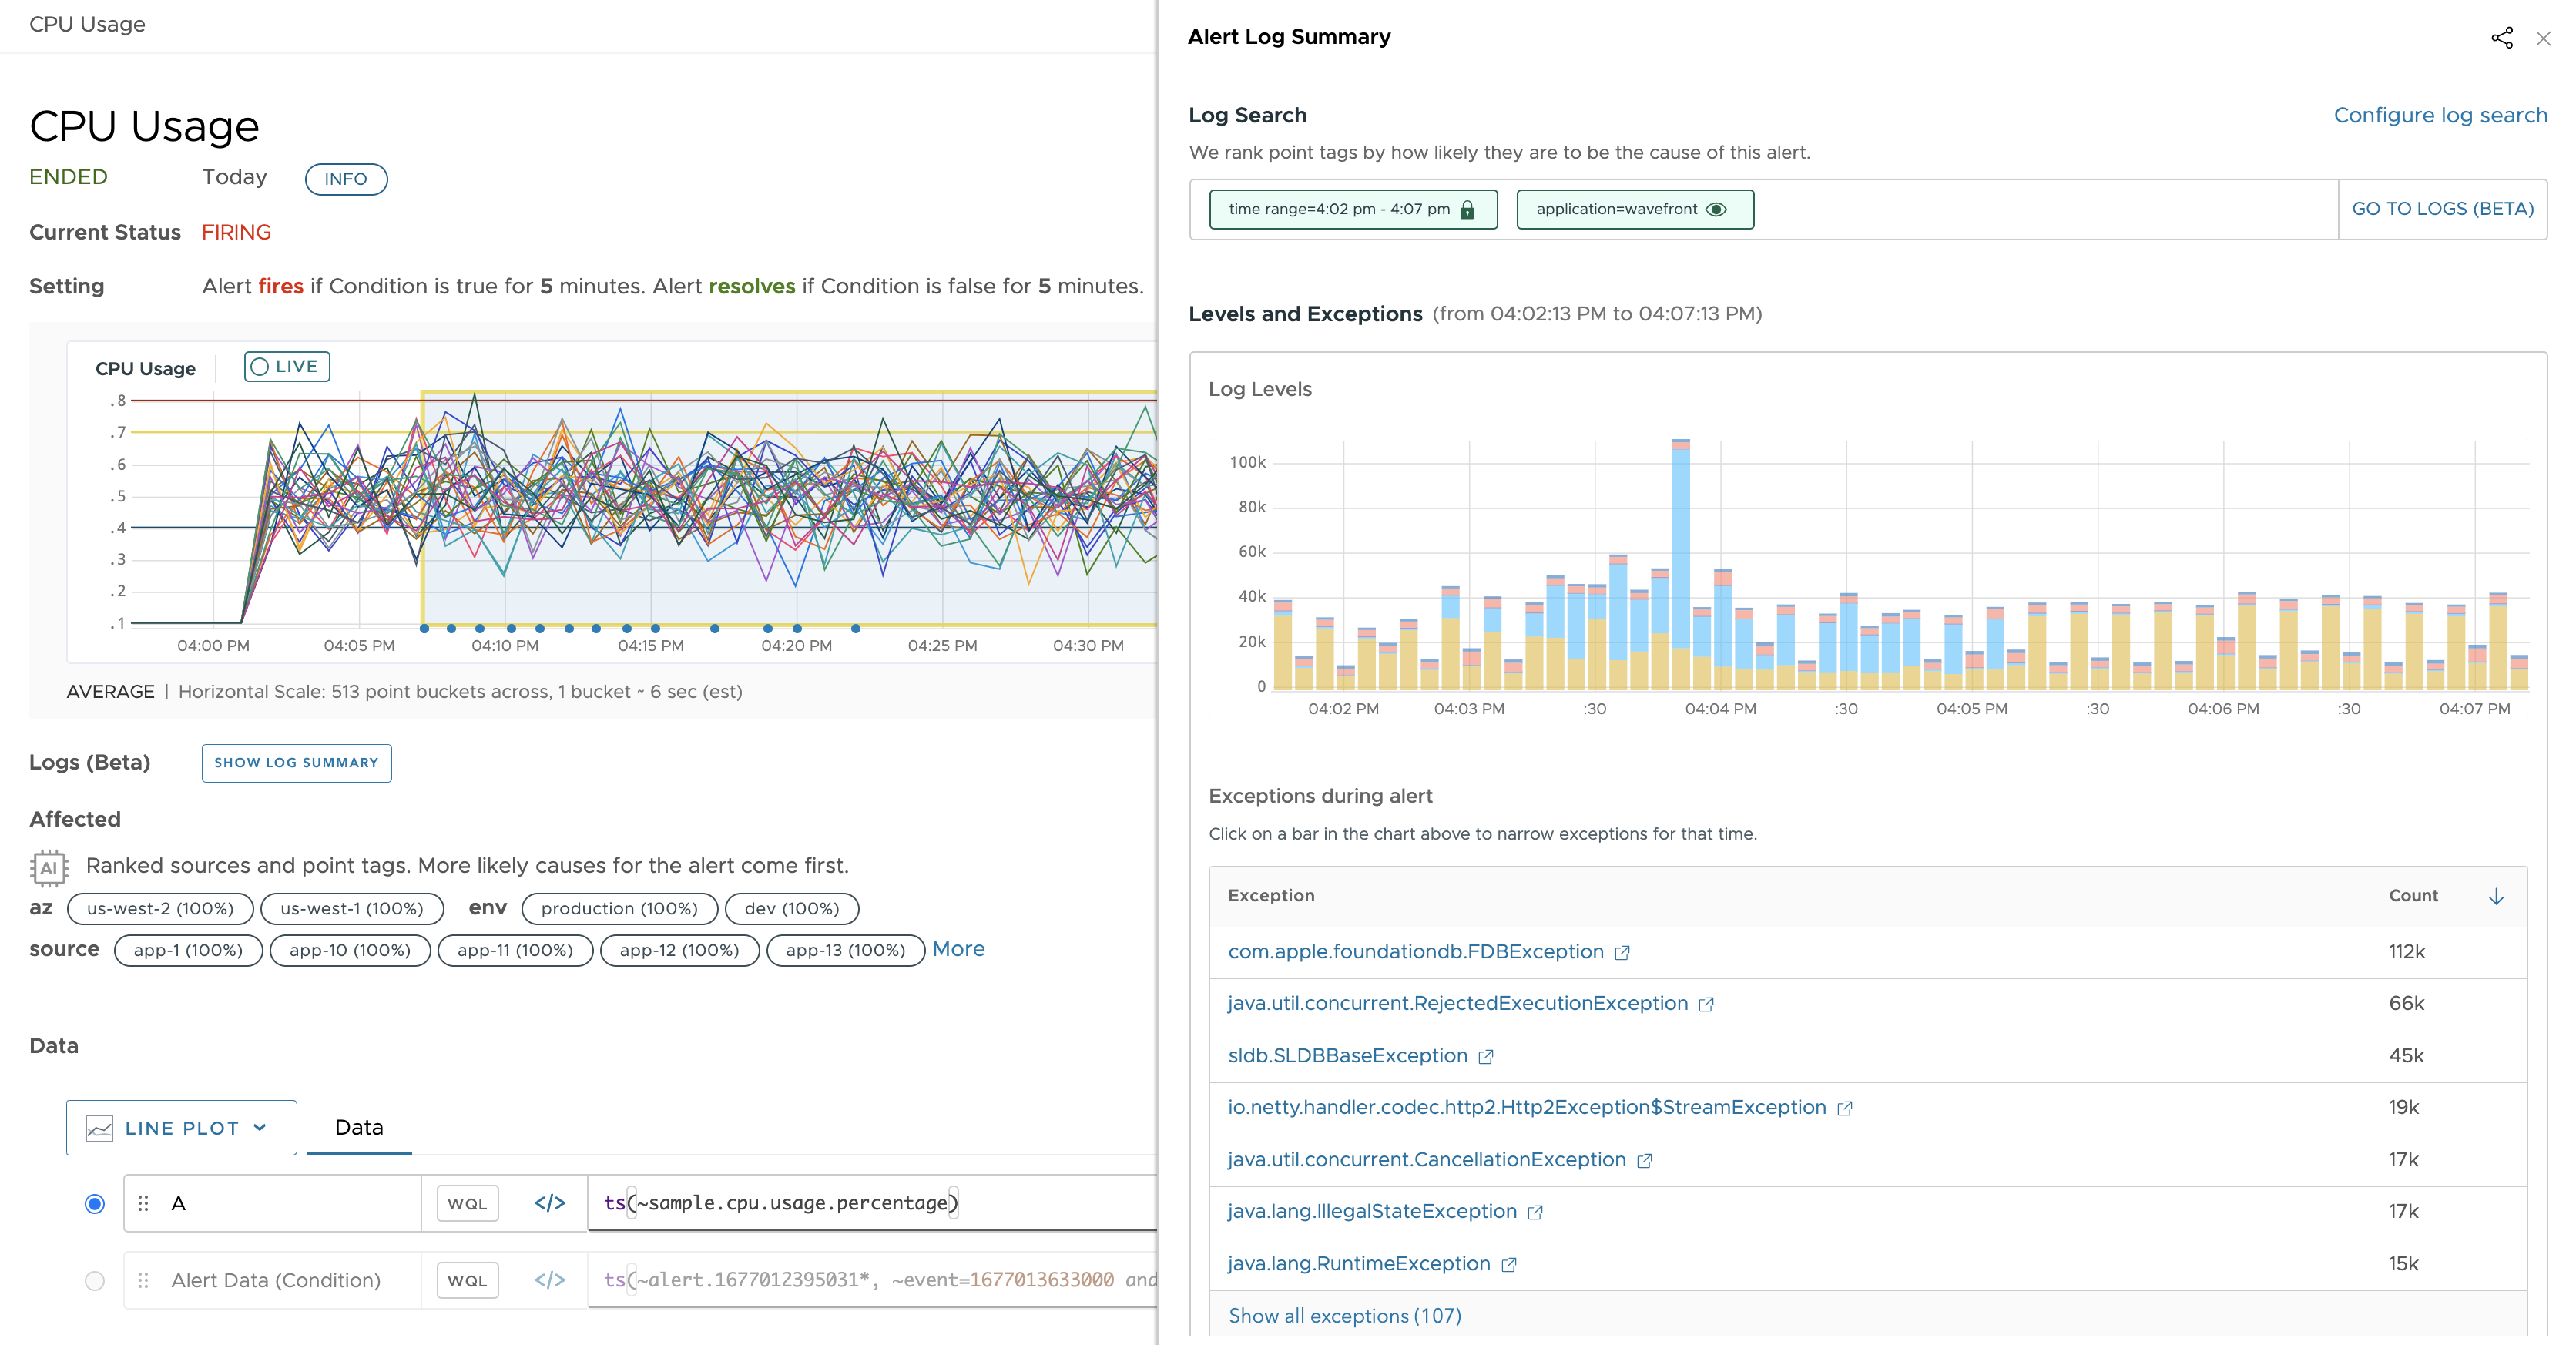 CPU Usage
CPU Usage
ENDED Today INFO
Current Status FIRING
Setting Alert fires if Condition is true for 5 minutes. Alert resolves if Condition is false for 5 minutes.
CPU Usage LIVE
.8
.7
.6
.5
.4
.3
.2
.1
04:00 PM 04:05 PM 04:10 PM 04:15 PM 04:20 PM 04:25 PM 04:30 PM
AVERAGE | Horizontal Scale: 513 point buckets across, 1 bucket ~ 6 sec (est)
Logs (Beta) SHOW LOG SUMMARY
Affected
AI Ranked sources and point tags. More likely causes for the alert come first.
az us-west-2 (100%) us-west-1 (100%) env production (100%) dev (100%)
source app-1 (100%) app-10 (100%) app-11 (100%) app-12 (100%) app-13 (100%) More
Data
LINE PLOT Data
A WQL </> ts(~sample.cpu.usage.percentage)
Alert Data (Condition) WQL </> ts(~alert.1677012395031*, ~event=1677013633000 and
Alert Log Summary
Log Search Configure log search
We rank point tags by how likely they are to be the cause of this alert.
time range=4:02 pm - 4:07 pm application=wavefront GO TO LOGS (BETA)
Levels and Exceptions (from 04:02:13 PM to 04:07:13 PM)
Log Levels
100k
80k
60k
40k
20k
0
04:02 PM 04:03 PM :30 04:04 PM :30 04:05 PM :30 04:06 PM :30 04:07 PM
Exceptions during alert
Click on a bar in the chart above to narrow exceptions for that time.
Exception Count
com.apple.foundationdb.FDBException 112k
java.util.concurrent.RejectedExecutionException 66k
sldb.SLDBBaseException 45k
io.netty.handler.codec.http2.Http2Exception$StreamException 19k
java.util.concurrent.CancellationException 17k
java.lang.IllegalStateException 17k
java.lang.RuntimeException 15k
Show all exceptions (107)